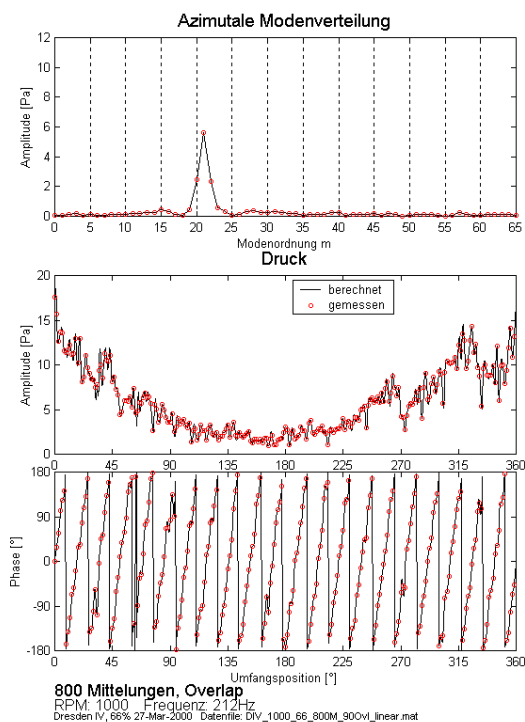 Azimutale Modenverteilung
12
10
8
6
4
2
0
Amplitude [Pa]
0 5 10 15 20 25 30 35 40 45 50 55 60 65
Modenordnung m
Druck
20
15
10
5
0
Amplitude [Pa]
berechnet
gemessen
0 45 90 135 180 225 270 315 360
180
90
0
-90
-180
Phase [°]
0 45 90 135 180 225 270 315 360
Umfangsposition [°]
800 Mittelungen, Overlap
RPM: 1000 Frequenz: 212Hz
Dresden IV, 66% 27-Mar-2000 Datenfile: DIV_1000_66_800M_90Ovl_linear.mat